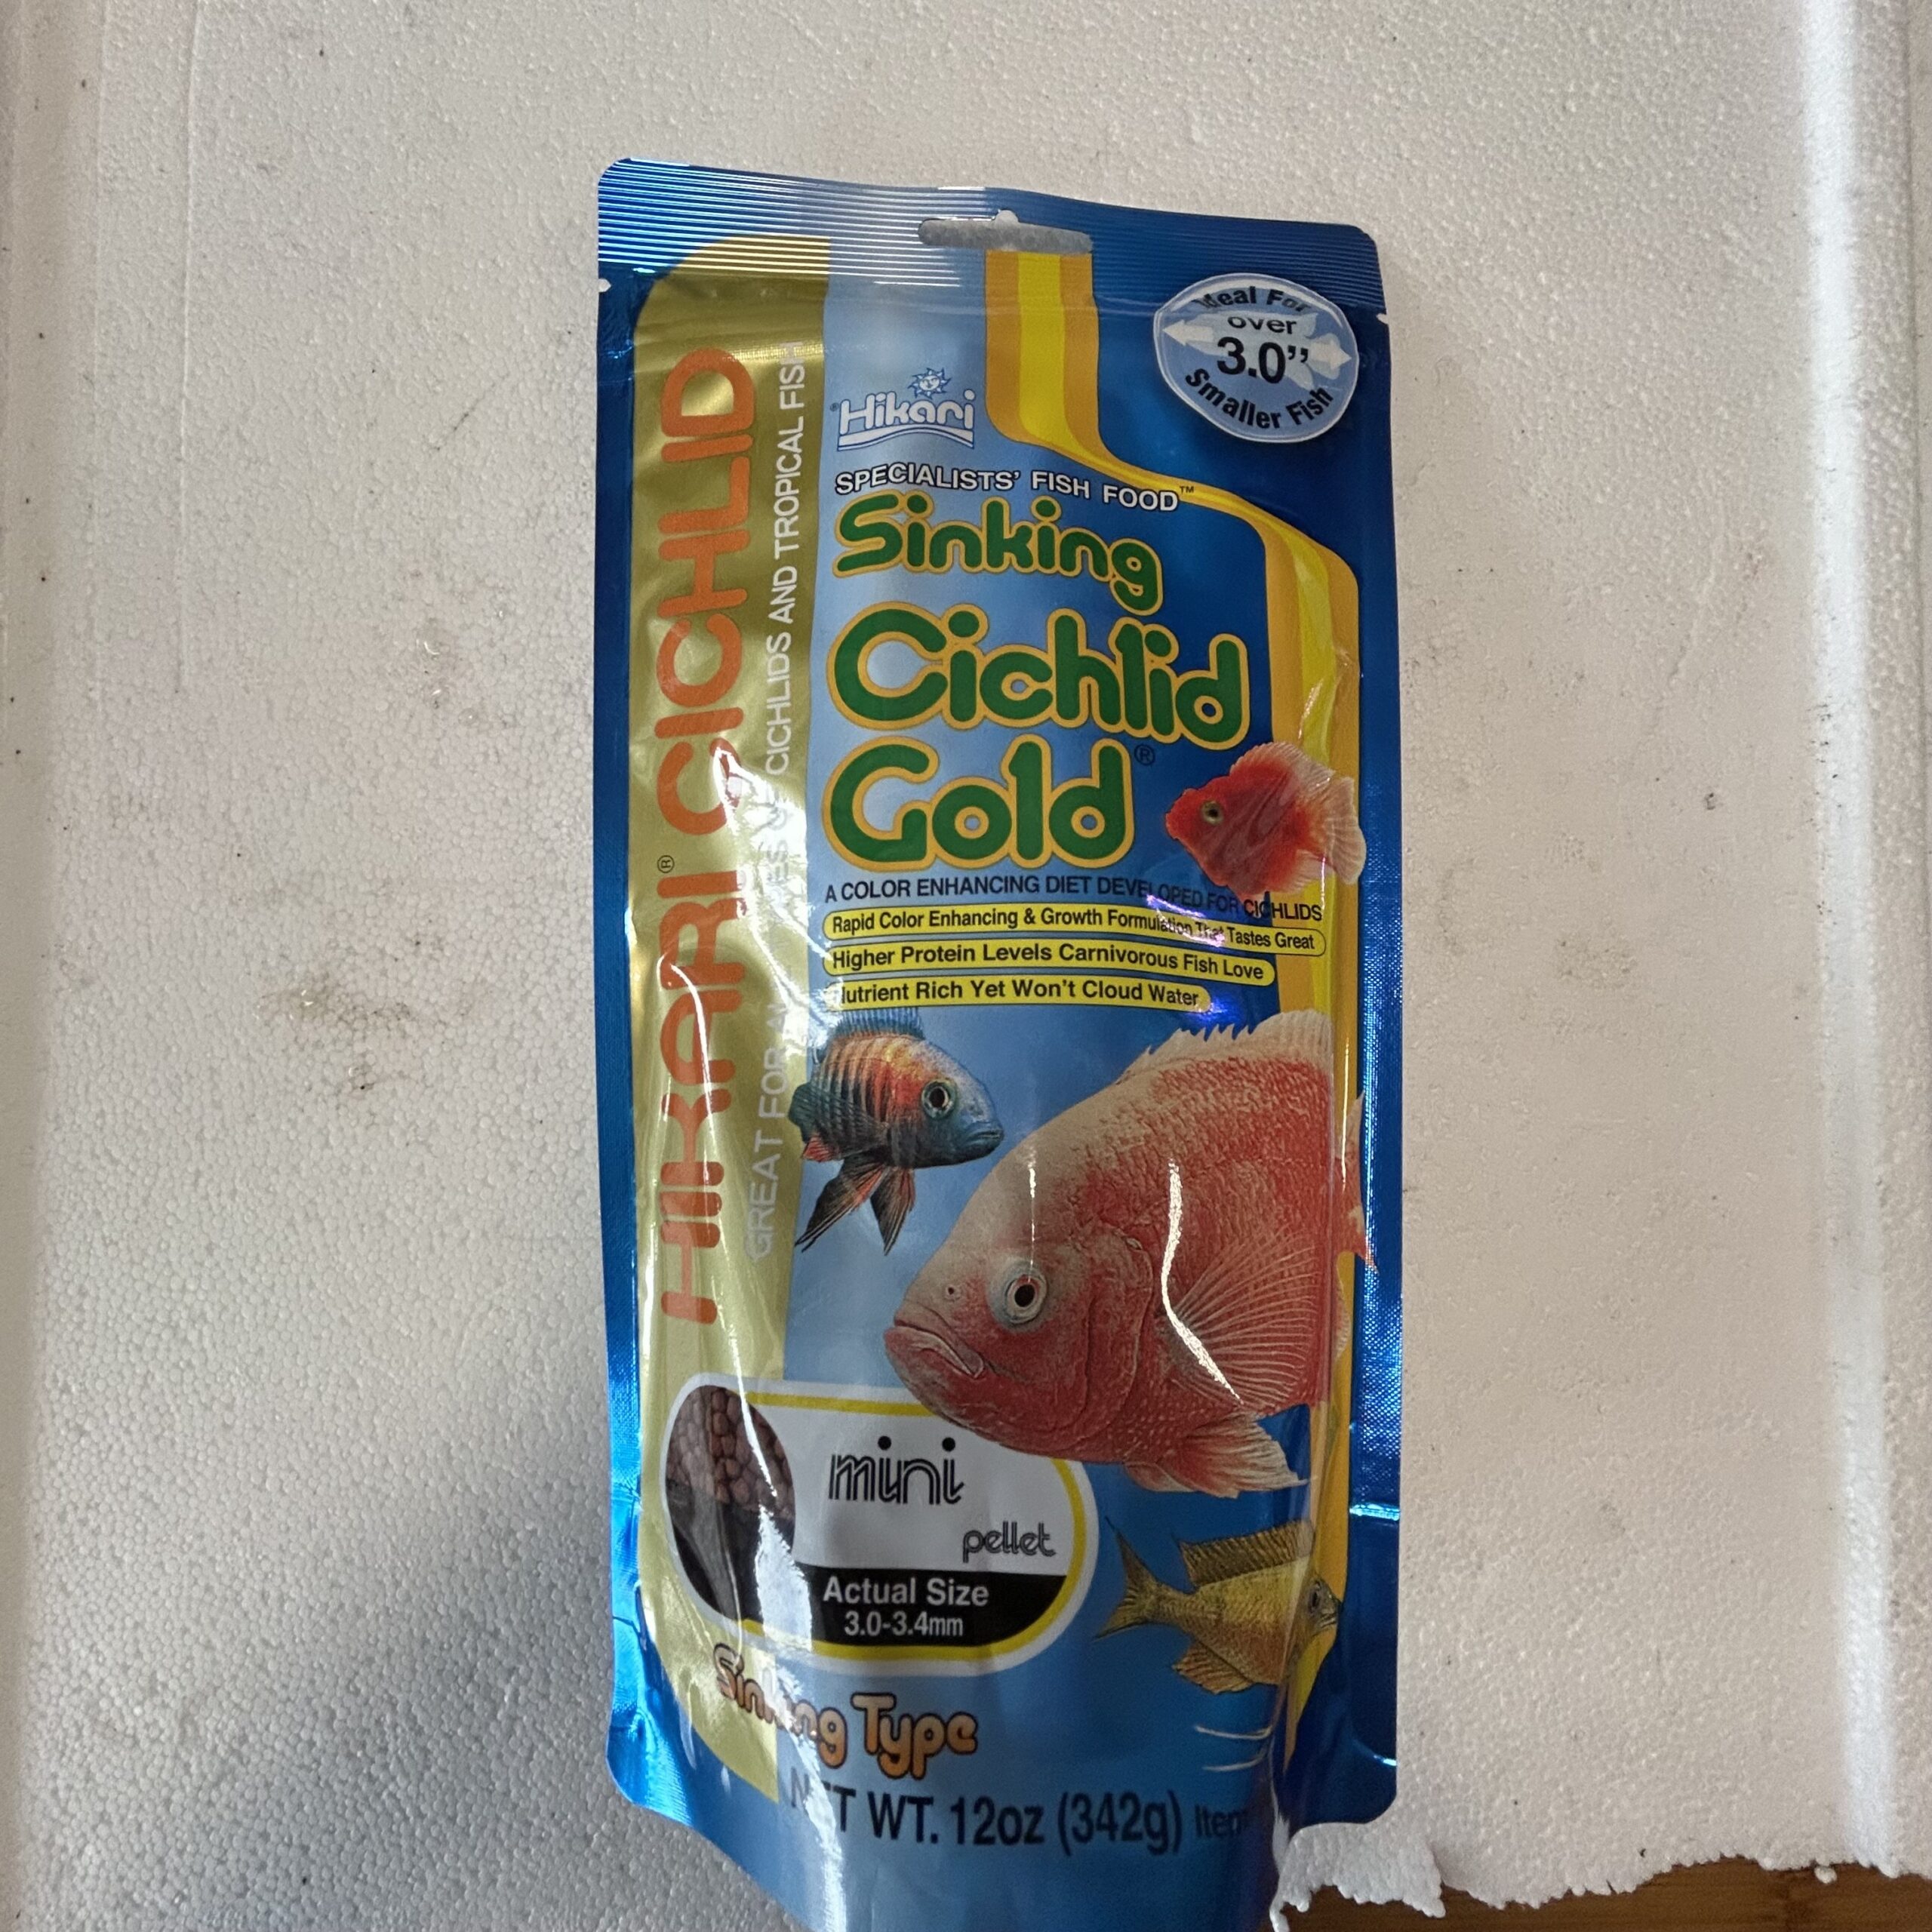 Ideal For
over
3.0”
Smaller Fish
Hikari®
SPECIALISTS’ FISH FOOD™
Sinking
Cichlid
Gold®
A COLOR ENHANCING DIET DEVELOPED FOR CICHLIDS
Rapid Color Enhancing & Growth Formulation That Tastes Great
Higher Protein Levels Carnivorous Fish Love
Nutrient Rich Yet Won’t Cloud Water
HIKARI® CICHLID
GREAT FOR CICHLIDS AND TROPICAL FISH
mini
pellet
Actual Size
3.0-3.4mm
Sinking Type
NET WT. 12oz (342g) Item